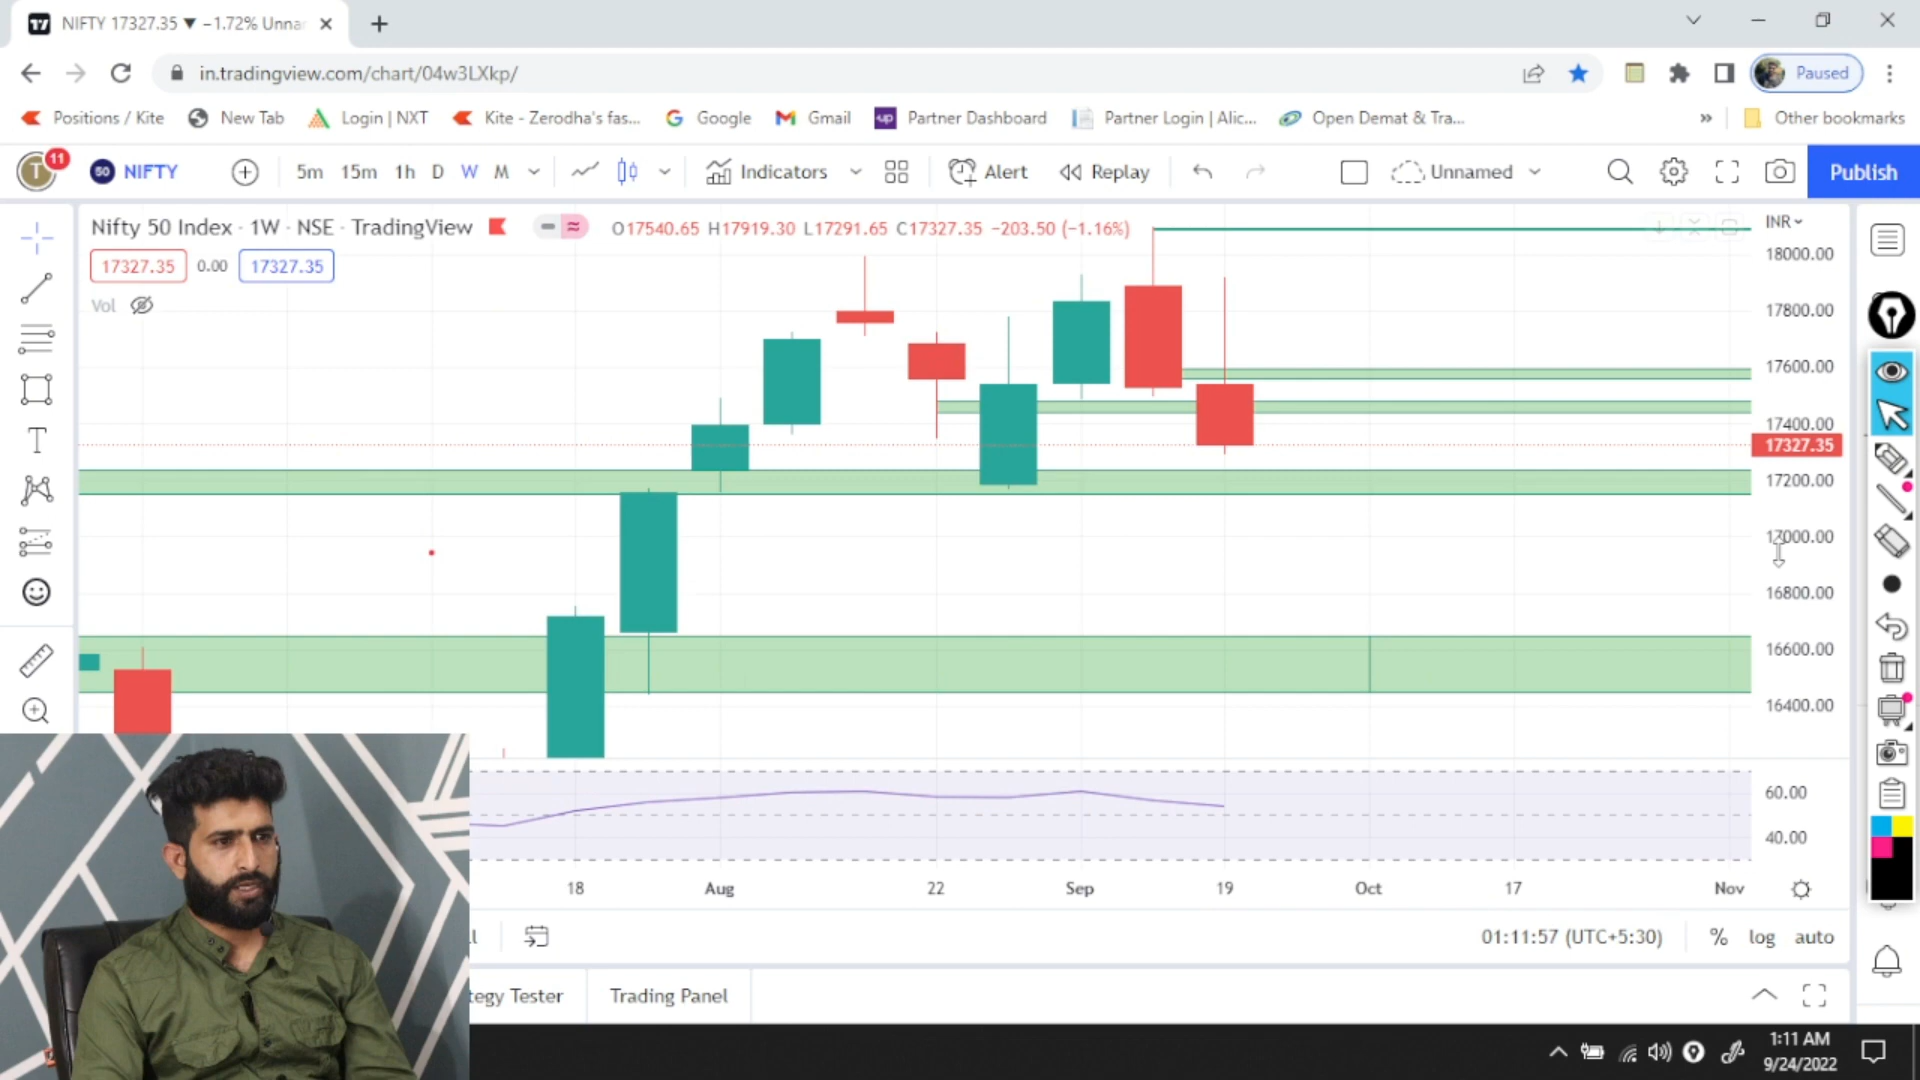 NIFTY 17327.35 ▼ −1.72% Unna
in.tradingview.com/chart/04w3LXkp/
Paused
Positions / Kite
New Tab
Login | NXT
Kite - Zerodha's fas...
Google
Gmail
up
Partner Dashboard
Partner Login | Alic...
Open Demat & Tra...
»
Other bookmarks
T
11
50
NIFTY
5m
15m
1h
D
W
M
Indicators
Alert
Replay
Unnamed
Publish
Nifty 50 Index · 1W · NSE · TradingView
O17540.65 H17919.30 L17291.65 C17327.35 −203.50 (−1.16%)
INR
17327.35
0.00
17327.35
Vol
18000.00
17800.00
17600.00
17400.00
17327.35
17200.00
17000.00
16800.00
16600.00
16400.00
60.00
40.00
18
Aug
22
Sep
19
Oct
17
Nov
01:11:57 (UTC+5:30)
%
log
auto
tegy Tester
Trading Panel
1:11 AM
9/24/2022